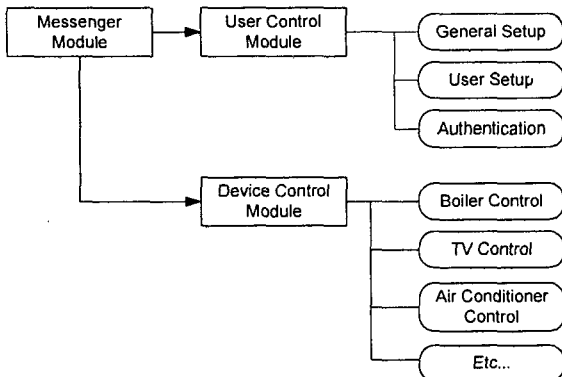 Messenger
Module
User Control
Module
General Setup
User Setup
Authentication
Device Control
Module
Boiler Control
TV Control
Air Conditioner
Control
Etc...